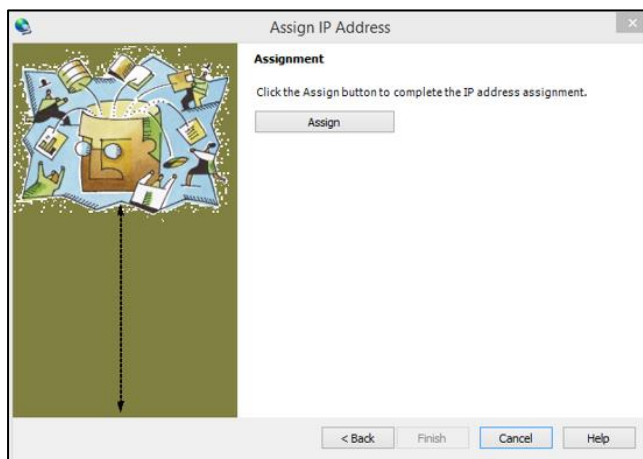 Assign IP Address
Assignment
Click the Assign button to complete the IP address assignment.
Assign
< Back Finish Cancel Help